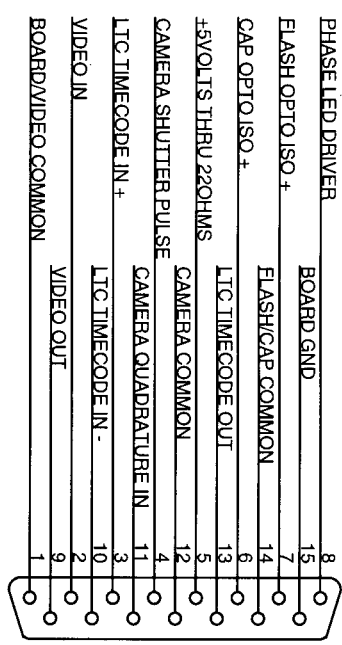 PHASE LED DRIVER 8
BOARD GND 15
FLASH OPTO ISO + 7
FLASH/CAP COMMON 14
CAP OPTO ISO + 6
LTC TIMECODE OUT 13
+5VOLTS THRU 22OHMS 5
CAMERA COMMON 12
CAMERA SHUTTER PULSE 4
CAMERA QUADRATURE IN 11
LTC TIMECODE IN + 3
LTC TIMECODE IN - 10
VIDEO IN 2
VIDEO OUT 9
BOARD/VIDEO COMMON 1